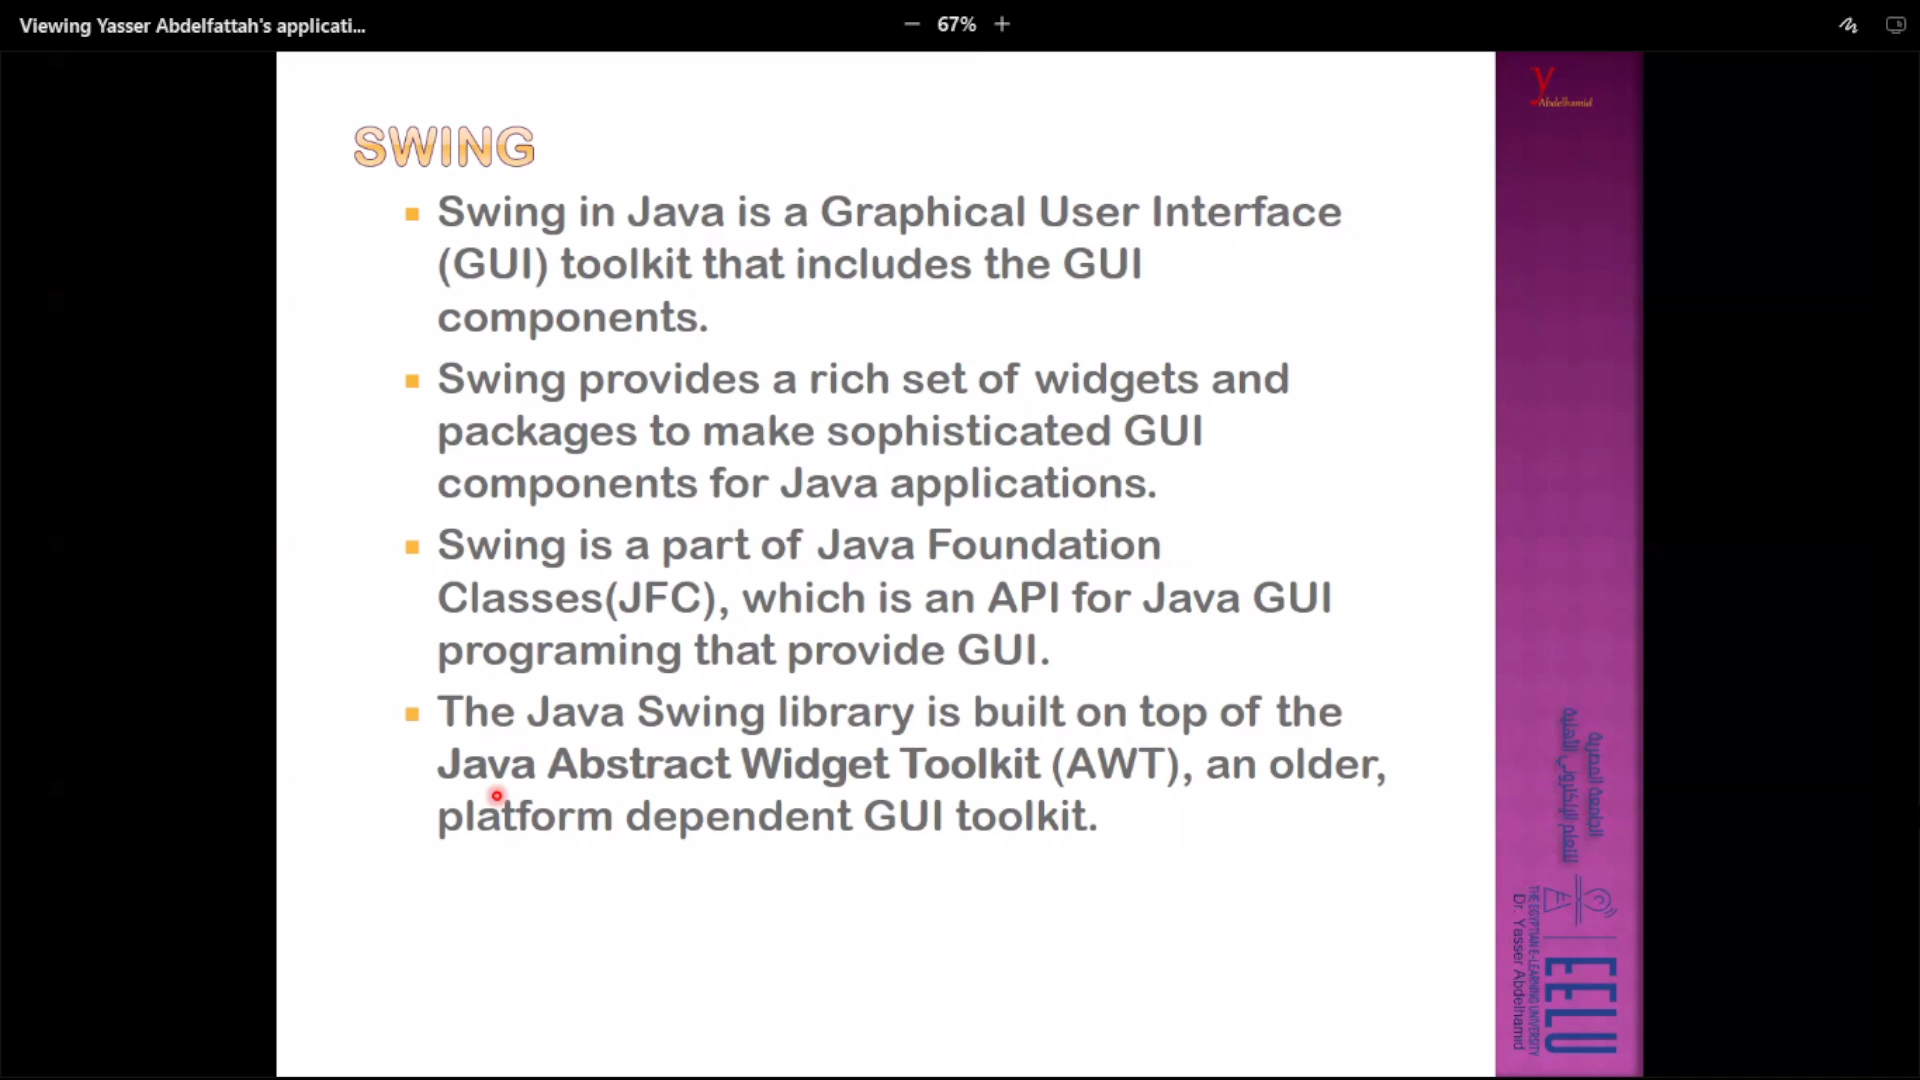 Viewing Yasser Abdelfattah's applicati...
67%
y
Abdelhamid
SWING
Swing in Java is a Graphical User Interface
(GUI) toolkit that includes the GUI
components.
Swing provides a rich set of widgets and
packages to make sophisticated GUI
components for Java applications.
Swing is a part of Java Foundation
Classes(JFC), which is an API for Java GUI
programing that provide GUI.
The Java Swing library is built on top of the
Java Abstract Widget Toolkit (AWT), an older,
platform dependent GUI toolkit.
الجامعة المصرية
للتعلم الإلكتروني الأهلية
EELU
THE EGYPTIAN E-LEARNING UNIVERSITY
Dr. Yasser Abdelhamid